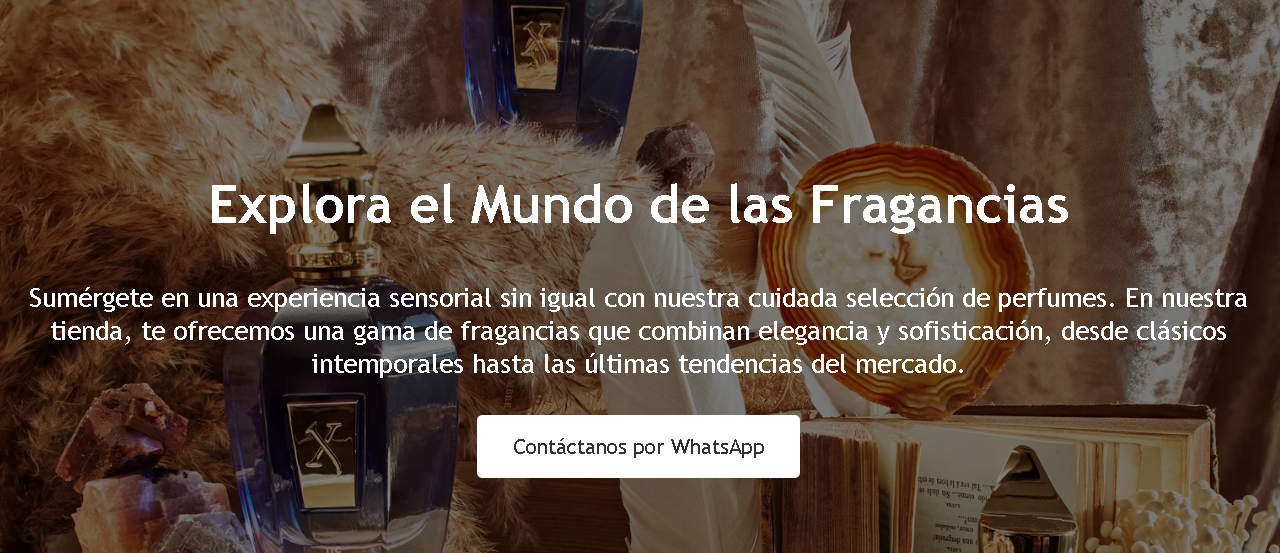 Explora el Mundo de las Fragancias
Sumérgete en una experiencia sensorial sin igual con nuestra cuidada selección de perfumes. En nuestra
tienda, te ofrecemos una gama de fragancias que combinan elegancia y sofisticación, desde clásicos
intemporales hasta las últimas tendencias del mercado.
Contáctanos por WhatsApp
X
X